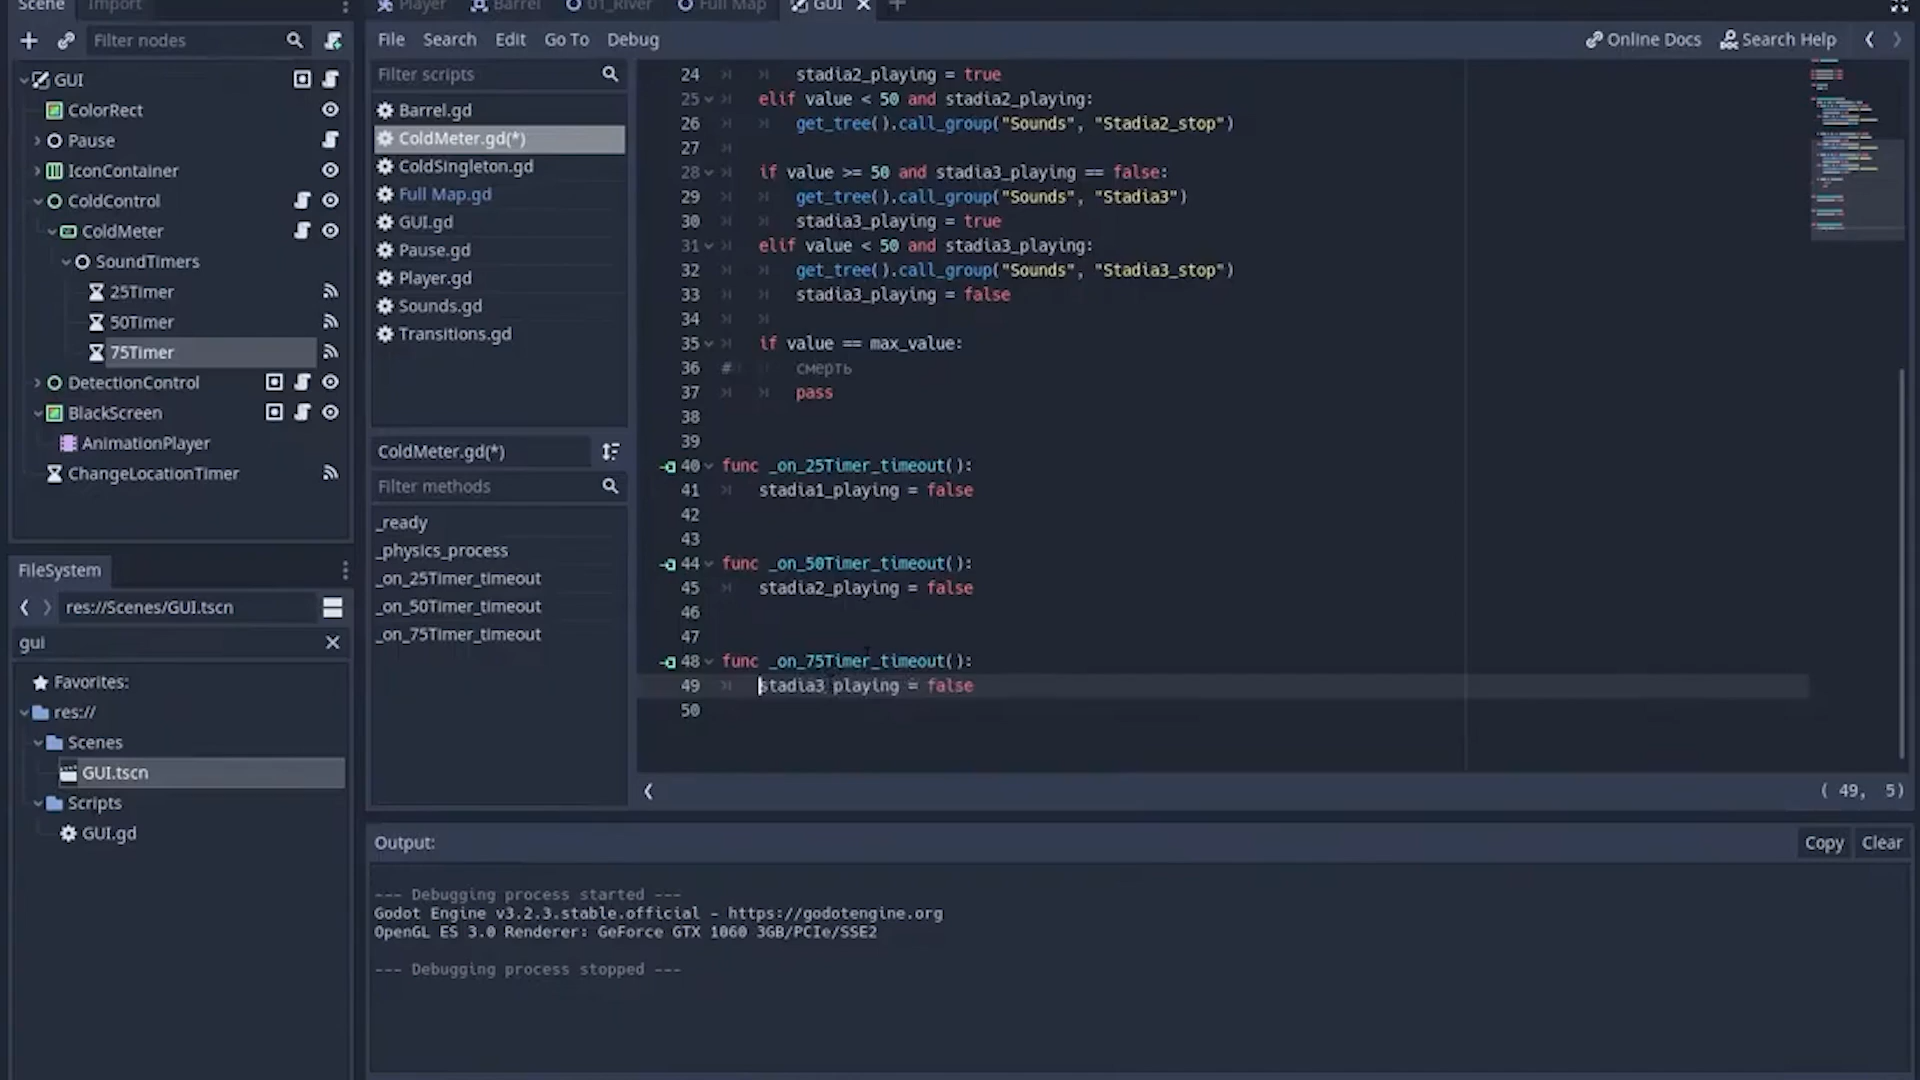 Scene Import
Filter nodes
GUI
ColorRect
Pause
IconContainer
ColdControl
ColdMeter
SoundTimers
25Timer
50Timer
75Timer
DetectionControl
BlackScreen
AnimationPlayer
ChangeLocationTimer
FileSystem
res://Scenes/GUI.tscn
gui
Favorites:
res://
Scenes
GUI.tscn
Scripts
GUI.gd
Player Barrel 01_River Full Map GUI
File Search Edit Go To Debug Online Docs Search Help
Filter scripts
Barrel.gd
ColdMeter.gd(*)
ColdSingleton.gd
Full Map.gd
GUI.gd
Pause.gd
Player.gd
Sounds.gd
Transitions.gd
ColdMeter.gd(*)
Filter methods
_ready
_physics_process
_on_25Timer_timeout
_on_50Timer_timeout
_on_75Timer_timeout
24 stadia2_playing = true
25 elif value < 50 and stadia2_playing:
26 get_tree().call_group("Sounds", "Stadia2_stop")
27
28 if value >= 50 and stadia3_playing == false:
29 get_tree().call_group("Sounds", "Stadia3")
30 stadia3_playing = true
31 elif value < 50 and stadia3_playing:
32 get_tree().call_group("Sounds", "Stadia3_stop")
33 stadia3_playing = false
34
35 if value == max_value:
36 # смерть
37 pass
38
39
40 func _on_25Timer_timeout():
41 stadia1_playing = false
42
43
44 func _on_50Timer_timeout():
45 stadia2_playing = false
46
47
48 func _on_75Timer_timeout():
49 stadia3_playing = false
50
( 49, 5)
Output: Copy Clear
--- Debugging process started ---
Godot Engine v3.2.3.stable.official - https://godotengine.org
OpenGL ES 3.0 Renderer: GeForce GTX 1060 3GB/PCIe/SSE2
--- Debugging process stopped ---